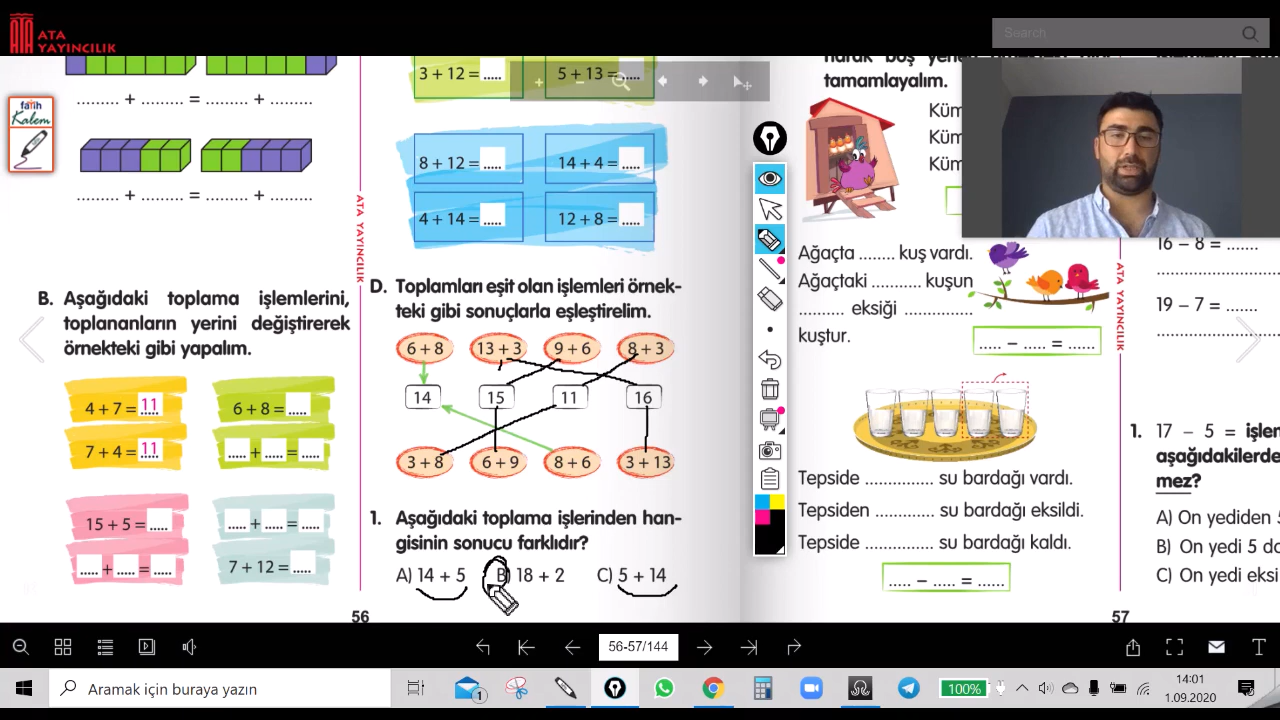 ATA
YAYINCILIK
Search
fatih
Kalem
......... + ......... = ......... + .........
......... + ......... = ......... + .........
B. Aşağıdaki toplama işlemlerini,
toplananların yerini değiştirerek
örnekteki gibi yapalım.
4 + 7 = 11
7 + 4 = 11
6 + 8 = .....
..... + ..... = .....
15 + 5 = .....
..... + ..... = .....
..... + ..... = .....
7 + 12 = .....
ATA YAYINCILIK
3 + 12 = .....
5 + 13 = .....
8 + 12 = .....
14 + 4 = .....
4 + 14 = .....
12 + 8 = .....
D. Toplamları eşit olan işlemleri örnek-
teki gibi sonuçlarla eşleştirelim.
6 + 8
13 + 3
9 + 6
8 + 3
14
15
11
16
3 + 8
6 + 9
8 + 6
3 + 13
1. Aşağıdaki toplama işlerinden han-
gisinin sonucu farklıdır?
A) 14 + 5 B) 18 + 2 C) 5 + 14
56
tamamlayalım.
Küm
Küm
Küm
Ağaçta ........ kuş vardı.
Ağaçtaki ........... kuşun
.......... eksiği ...............
kuştur.
..... – ..... = ......
Tepside .............. su bardağı vardı.
Tepsiden .............. su bardağı eksildi.
Tepside .............. su bardağı kaldı.
..... – ..... = ......
ATA YAYINCILIK
16 – 8 = .......
19 – 7 = .......
1. 17 – 5 = işlen
aşağıdakilerde
mez?
A) On yediden 5
B) On yedi 5 da
C) On yedi eksi
57
56-57/144
Aramak için buraya yazın
1
100%
14:01
1.09.2020